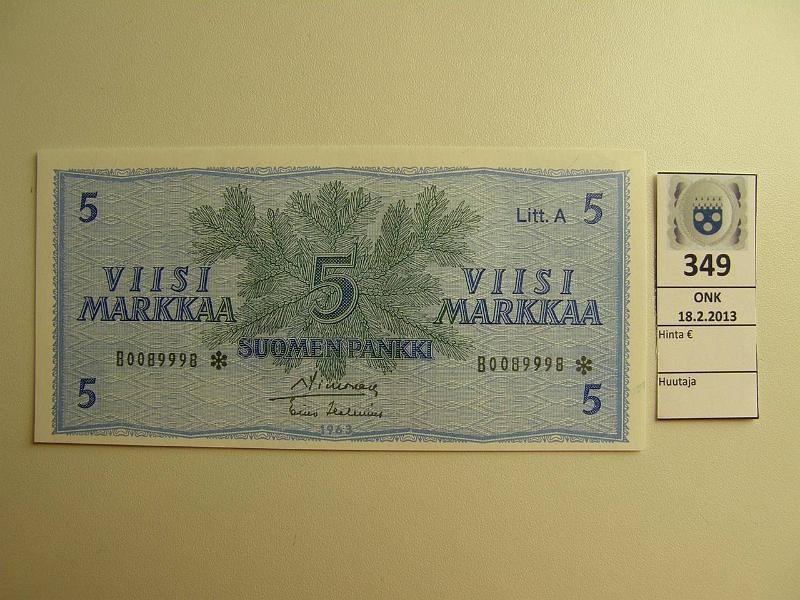 5
Litt. A 5
5
VIISI
MARKKAA
VIISI
MARKKAA
SUOMEN PANKKI
B0089998 *
B0089998 *
5
5
1963
349
ONK
18.2.2013
Hinta €
Huutaja